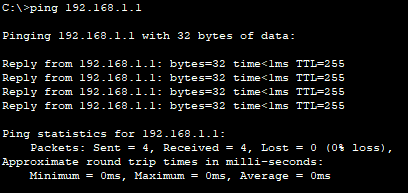 C:\>ping 192.168.1.1
Pinging 192.168.1.1 with 32 bytes of data:
Reply from 192.168.1.1: bytes=32 time<1ms TTL=255
Reply from 192.168.1.1: bytes=32 time<1ms TTL=255
Reply from 192.168.1.1: bytes=32 time<1ms TTL=255
Reply from 192.168.1.1: bytes=32 time<1ms TTL=255
Ping statistics for 192.168.1.1:
    Packets: Sent = 4, Received = 4, Lost = 0 (0% loss),
Approximate round trip times in milli-seconds:
    Minimum = 0ms, Maximum = 0ms, Average = 0ms